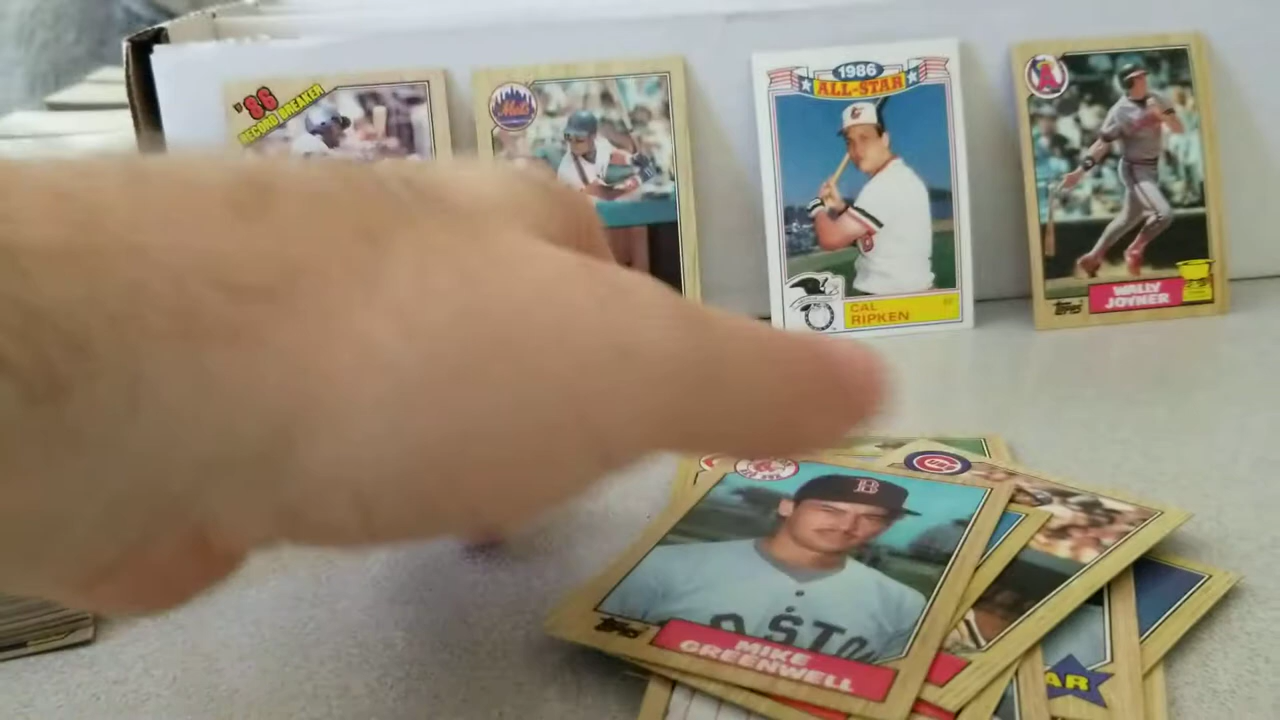 '86
RECORD BREAKER
Mets
1986
ALL-STAR
CAL
RIPKEN
A
WALLY
JOYNER
Topps
B
MIKE
GREENWELL
Topps
AR